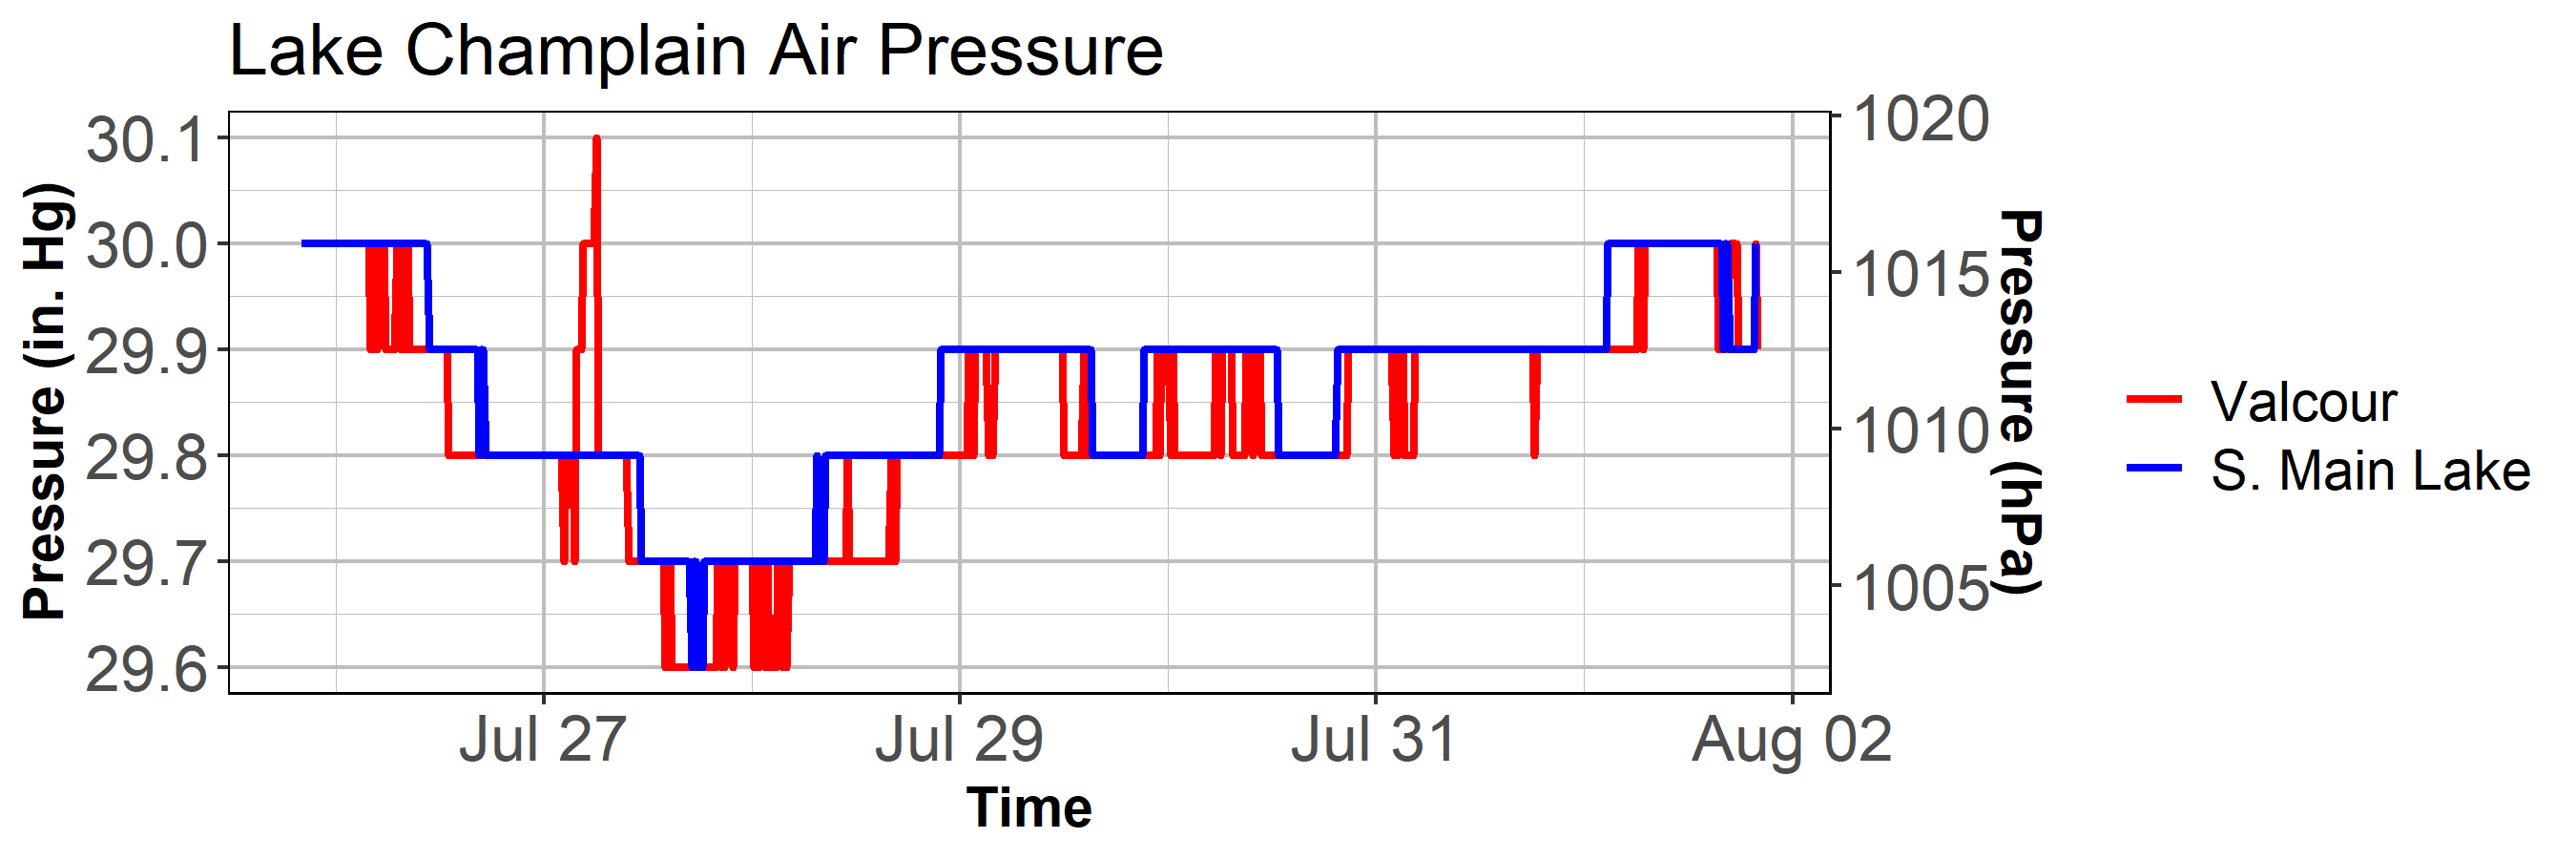 Lake Champlain Air Pressure
30.1
30.0
29.9
29.8
29.7
29.6
Pressure (in. Hg)
1020
1015
1010
1005
Pressure (hPa)
Jul 27
Jul 29
Jul 31
Aug 02
Time
Valcour
S. Main Lake